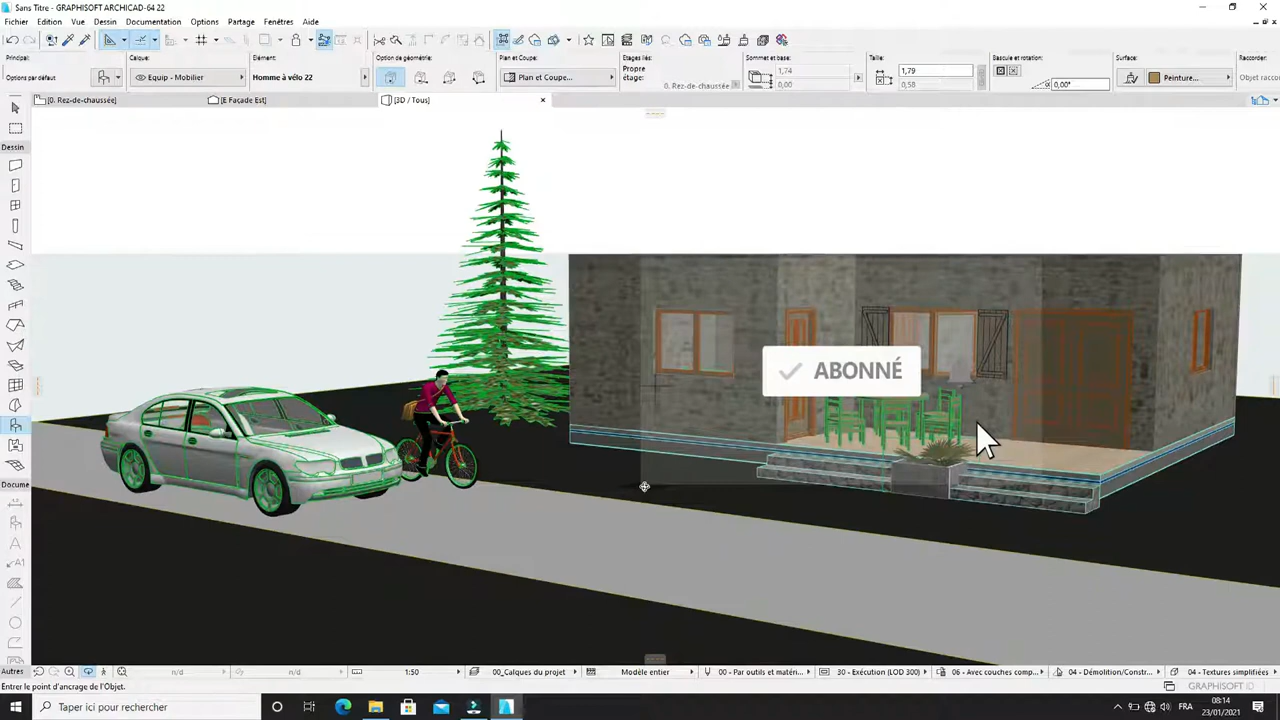 Sans Titre - GRAPHISOFT ARCHICAD-64 22
Fichier Edition Vue Dessin Documentation Options Partage Fenêtres Aide
Principal: Calque: Elément: Option de géométrie: Plan et Coupe: Etages liés: Sommet et base: Taille: Bascule et rotation: Surface: Raccorder:
Options par défaut Equip - Mobilier Homme à vélo 22 Plan et Coupe... Propre étage: 0. Rez-de-chaussée 1,74 0,00 1,79 0,58 0,00° Peinture... Objet racco
[0. Rez-de-chaussée] [E Façade Est] [3D / Tous]
Dessin
ABONNÉ
Docume
A
A1
Autres n/d n/d 1:50 00_Calques du projet Modèle entier 00 - Par outils et matéri... 30 - Exécution (LOD 300) 06 - Avec couches comp... 04 - Démolition/Constr... 04 - Textures simplifiées
Entrer le point d'ancrage de l'Objet.
GRAPHISOFT ID
Taper ici pour rechercher
FRA
08:14
23/01/2021